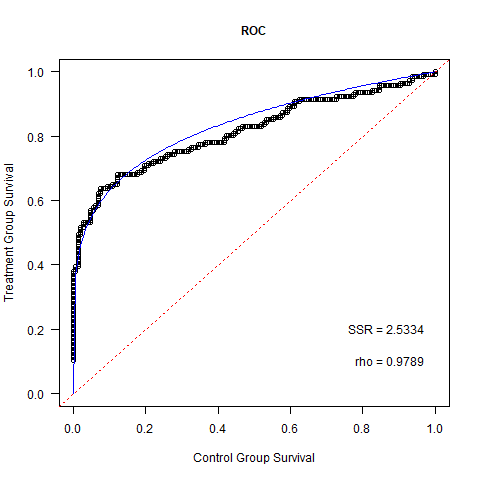 ROC
Treatment Group Survival
1.0
0.8
0.6
0.4
0.2
0.0
SSR = 2.5334
rho = 0.9789
0.0 0.2 0.4 0.6 0.8 1.0
Control Group Survival